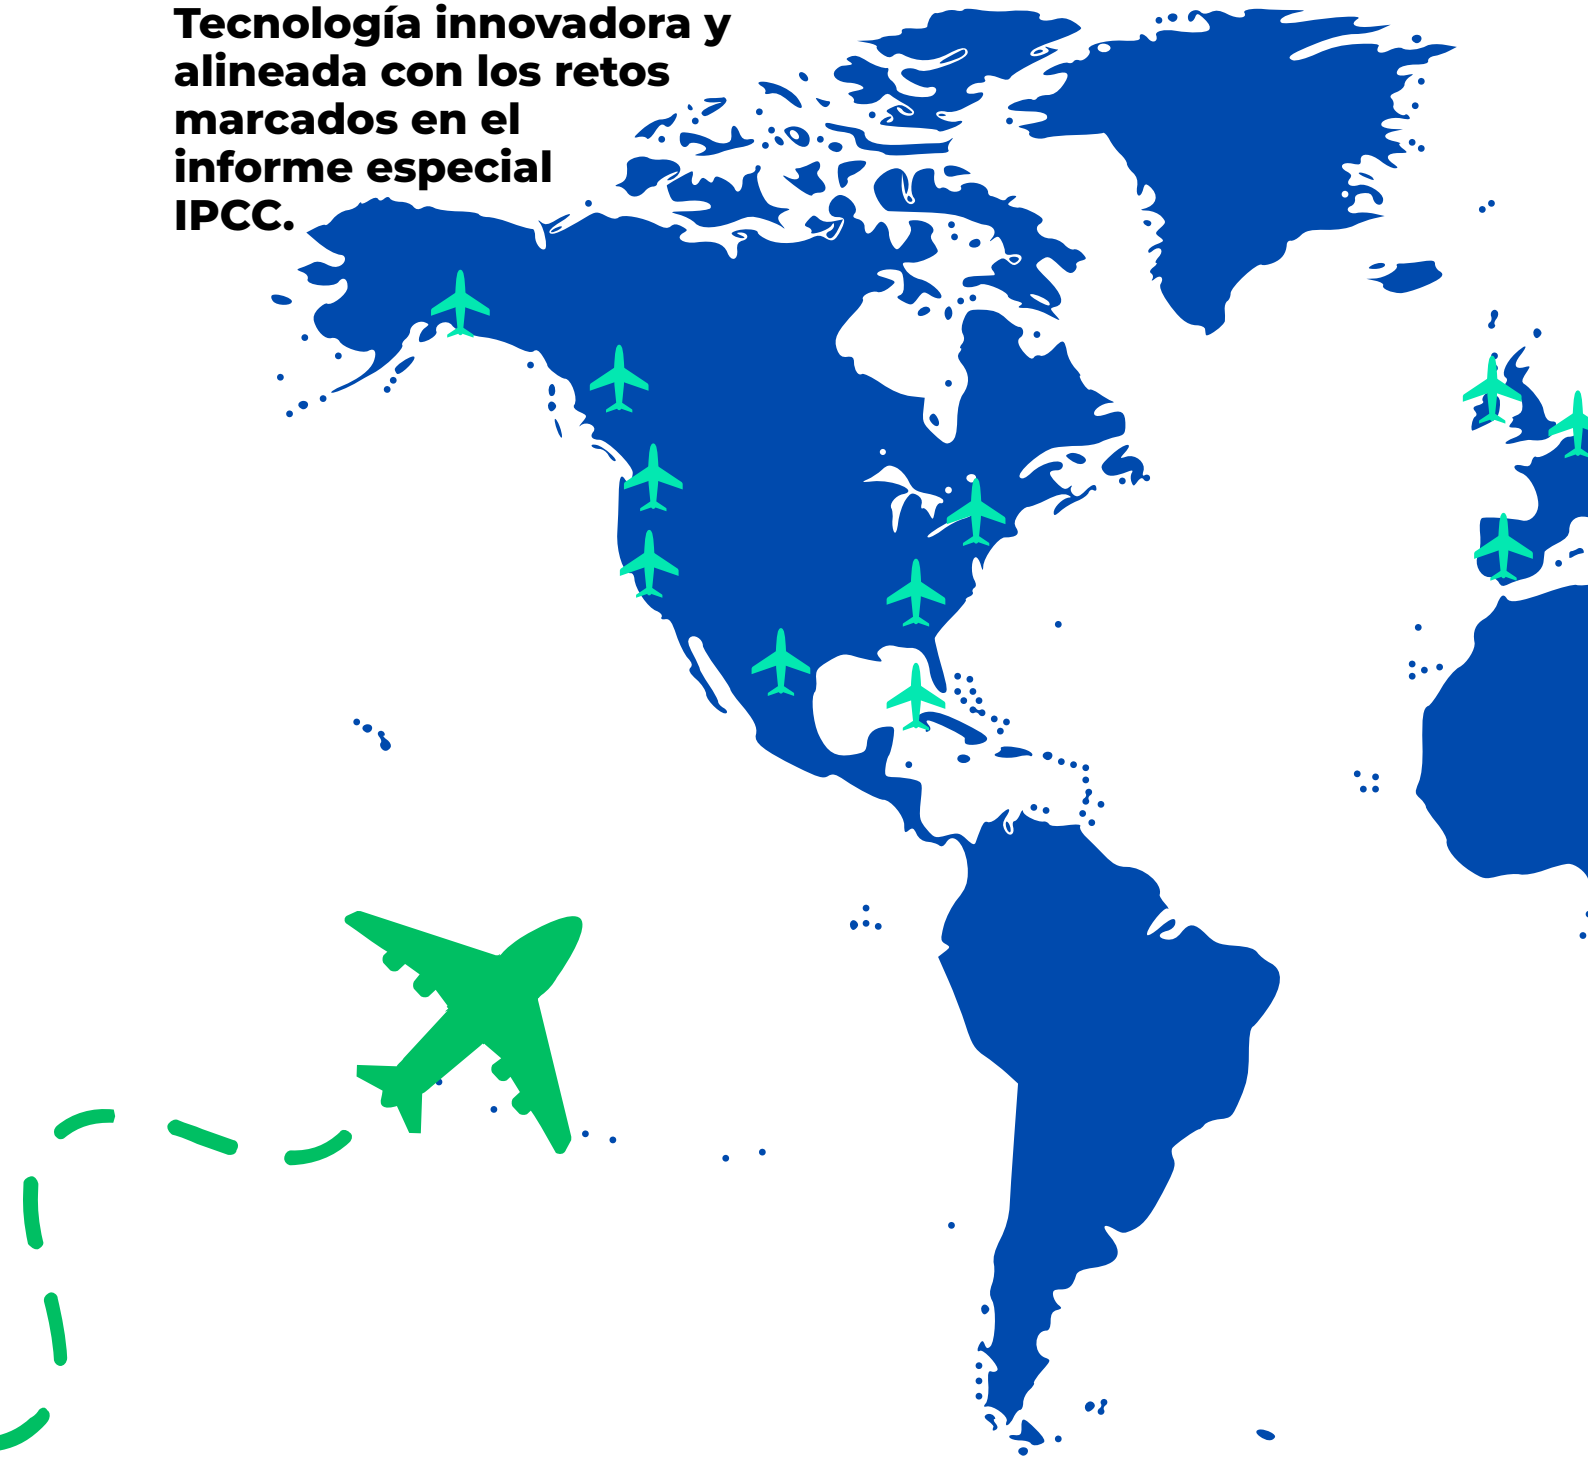 Tecnología innovadora y
alineada con los retos
marcados en el
informe especial
IPCC.